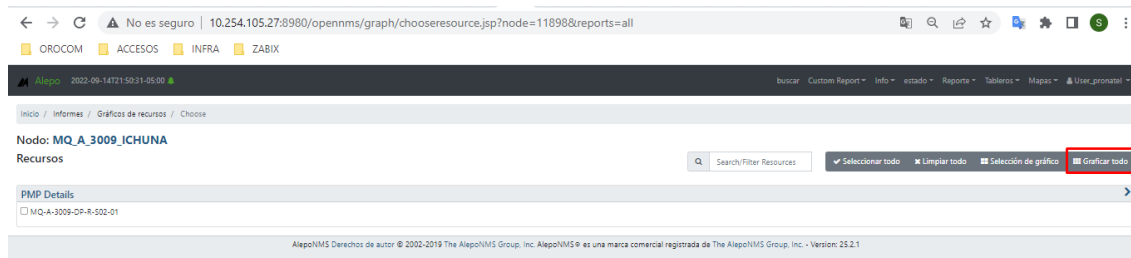 No es seguro | 10.254.105.27:8980/opennms/graph/chooseresource.jsp?node=11898&reports=all
S
OROCOM ACCESOS INFRA ZABIX
Alepo 2022-09-14T21:50:31-05:00 buscar Custom Report Info estado Reporte Tableros Mapas User_pronatel
Inicio / Informes / Gráficos de recursos / Choose
Nodo: MQ_A_3009_ICHUNA
Recursos
Search/Filter Resources Seleccionar todo Limpiar todo Selección de gráfico Graficar todo
PMP Details
MQ-A-3009-DP-R-S02-01
AlepoNMS Derechos de autor © 2002-2019 The AlepoNMS Group, Inc. AlepoNMS® es una marca comercial registrada de The AlepoNMS Group, Inc. - Version: 25.2.1